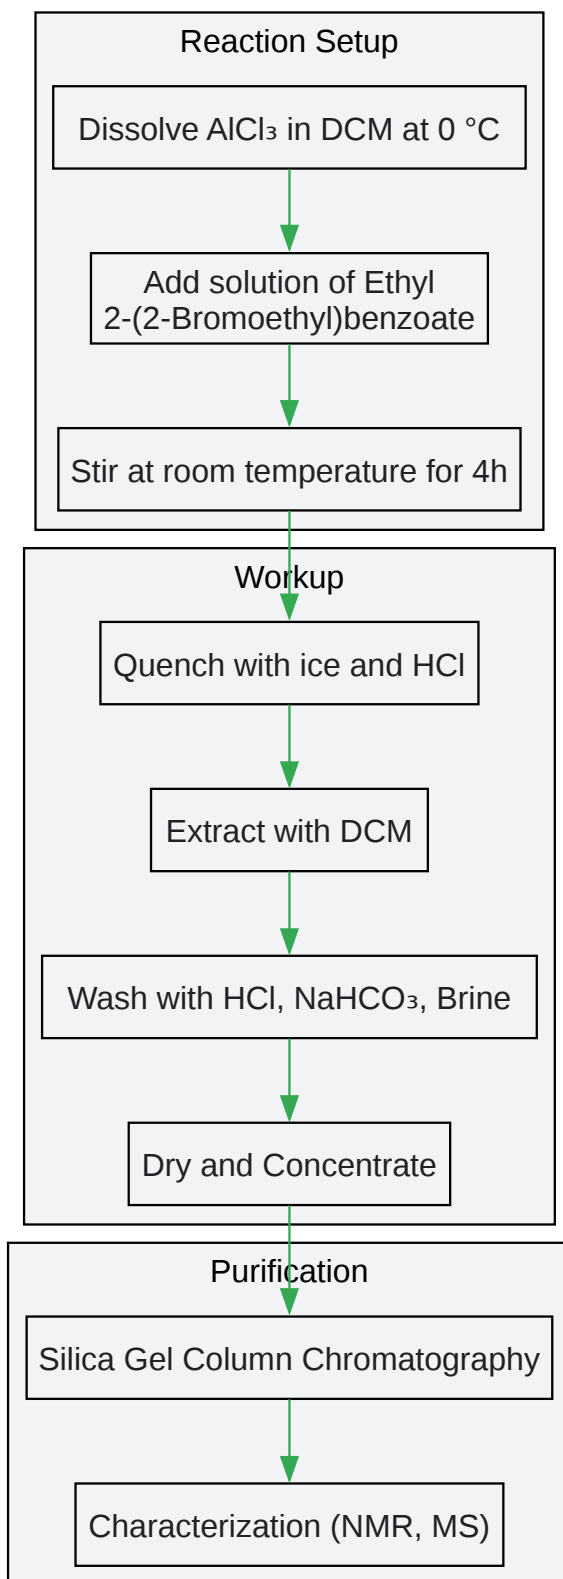 Reaction Setup
Dissolve AlCl₃ in DCM at 0 °C
Add solution of Ethyl
2-(2-Bromoethyl)benzoate
Stir at room temperature for 4h
Workup
Quench with ice and HCl
Extract with DCM
Wash with HCl, NaHCO₃, Brine
Dry and Concentrate
Purification
Silica Gel Column Chromatography
Characterization (NMR, MS)